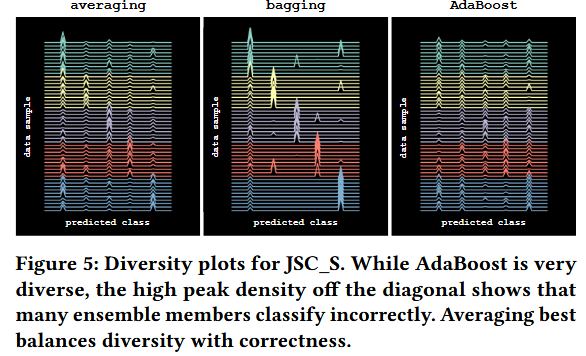 averaging
bagging
AdaBoost
data sample
predicted class
data sample
predicted class
data sample
predicted class
Figure 5: Diversity plots for JSC_S. While AdaBoost is very
diverse, the high peak density off the diagonal shows that
many ensemble members classify incorrectly. Averaging best
balances diversity with correctness.